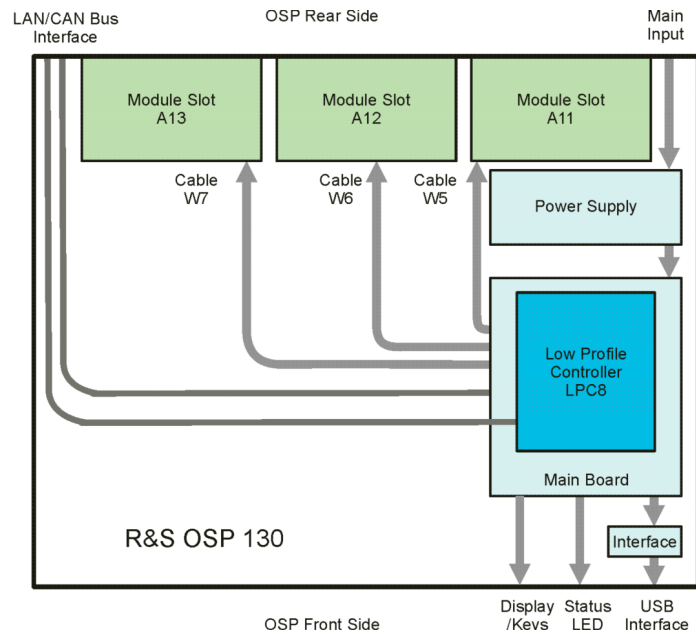 LAN/CAN Bus
Interface
OSP Rear Side
Main
Input
Module Slot
A13
Module Slot
A12
Module Slot
A11
Cable
W7
Cable
W6
Cable
W5
Power Supply
Low Profile
Controller
LPC8
Main Board
R&S OSP 130
Interface
OSP Front Side
Display
/Keys
Status
LED
USB
Interface